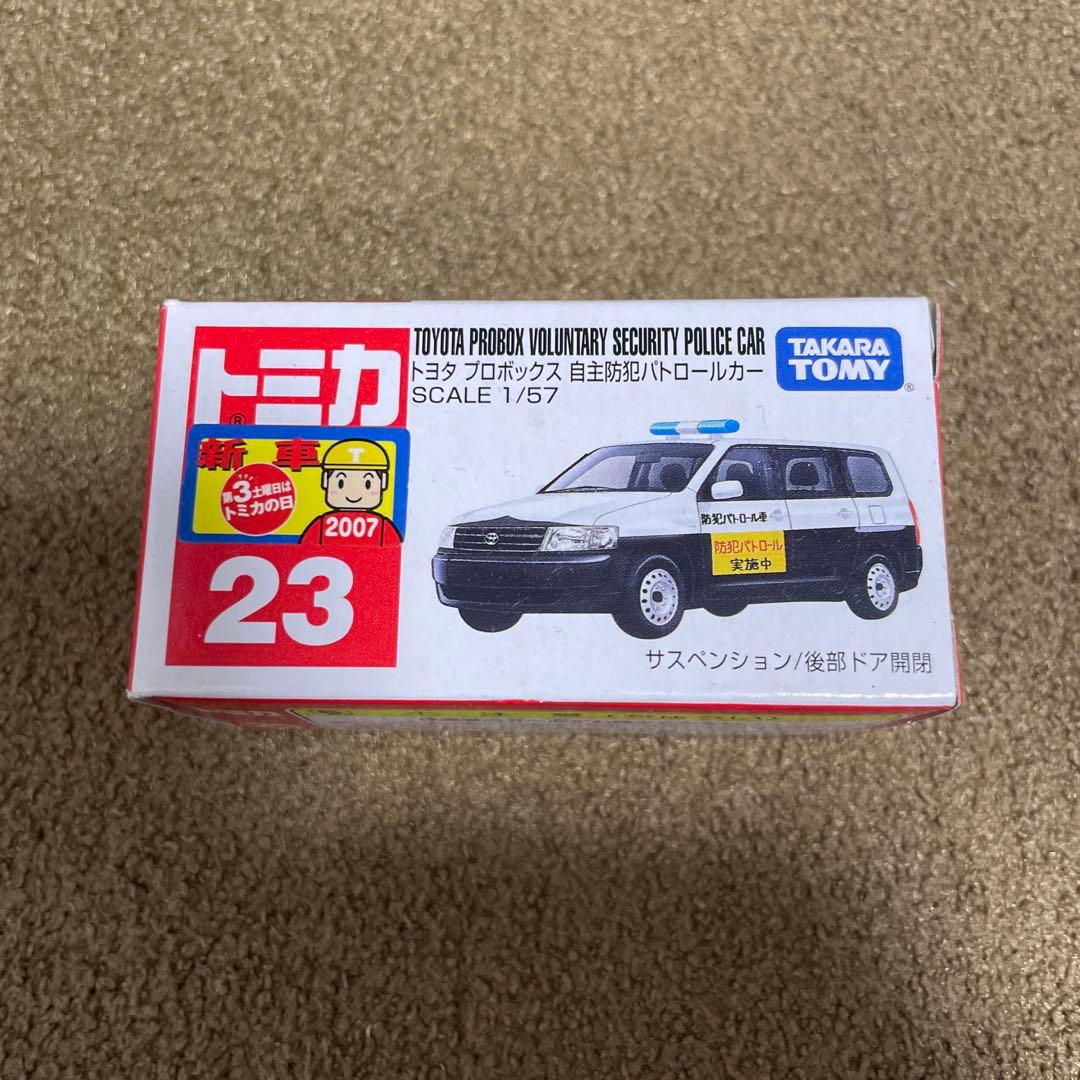 トミカ®
新車
第3土曜日は
トミカの日
T
2007
23
TOYOTA PROBOX VOLUNTARY SECURITY POLICE CAR
トヨタ プロボックス 自主防犯パトロールカー
SCALE 1/57
TAKARA
TOMY®
防犯パトロール車
防犯パトロール
実施中
サスペンション/後部ドア開閉